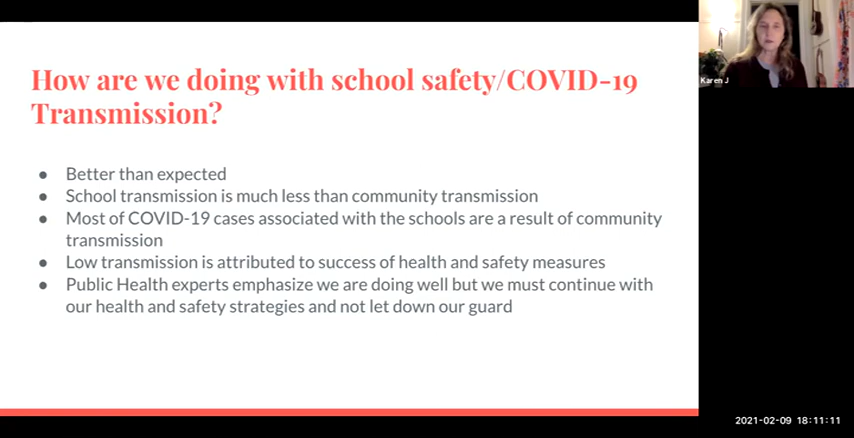 How are we doing with school safety/COVID-19
Transmission?
● Better than expected
● School transmission is much less than community transmission
● Most of COVID-19 cases associated with the schools are a result of community
transmission
● Low transmission is attributed to success of health and safety measures
● Public Health experts emphasize we are doing well but we must continue with
our health and safety strategies and not let down our guard
Karen J
2021-02-09 18:11:11